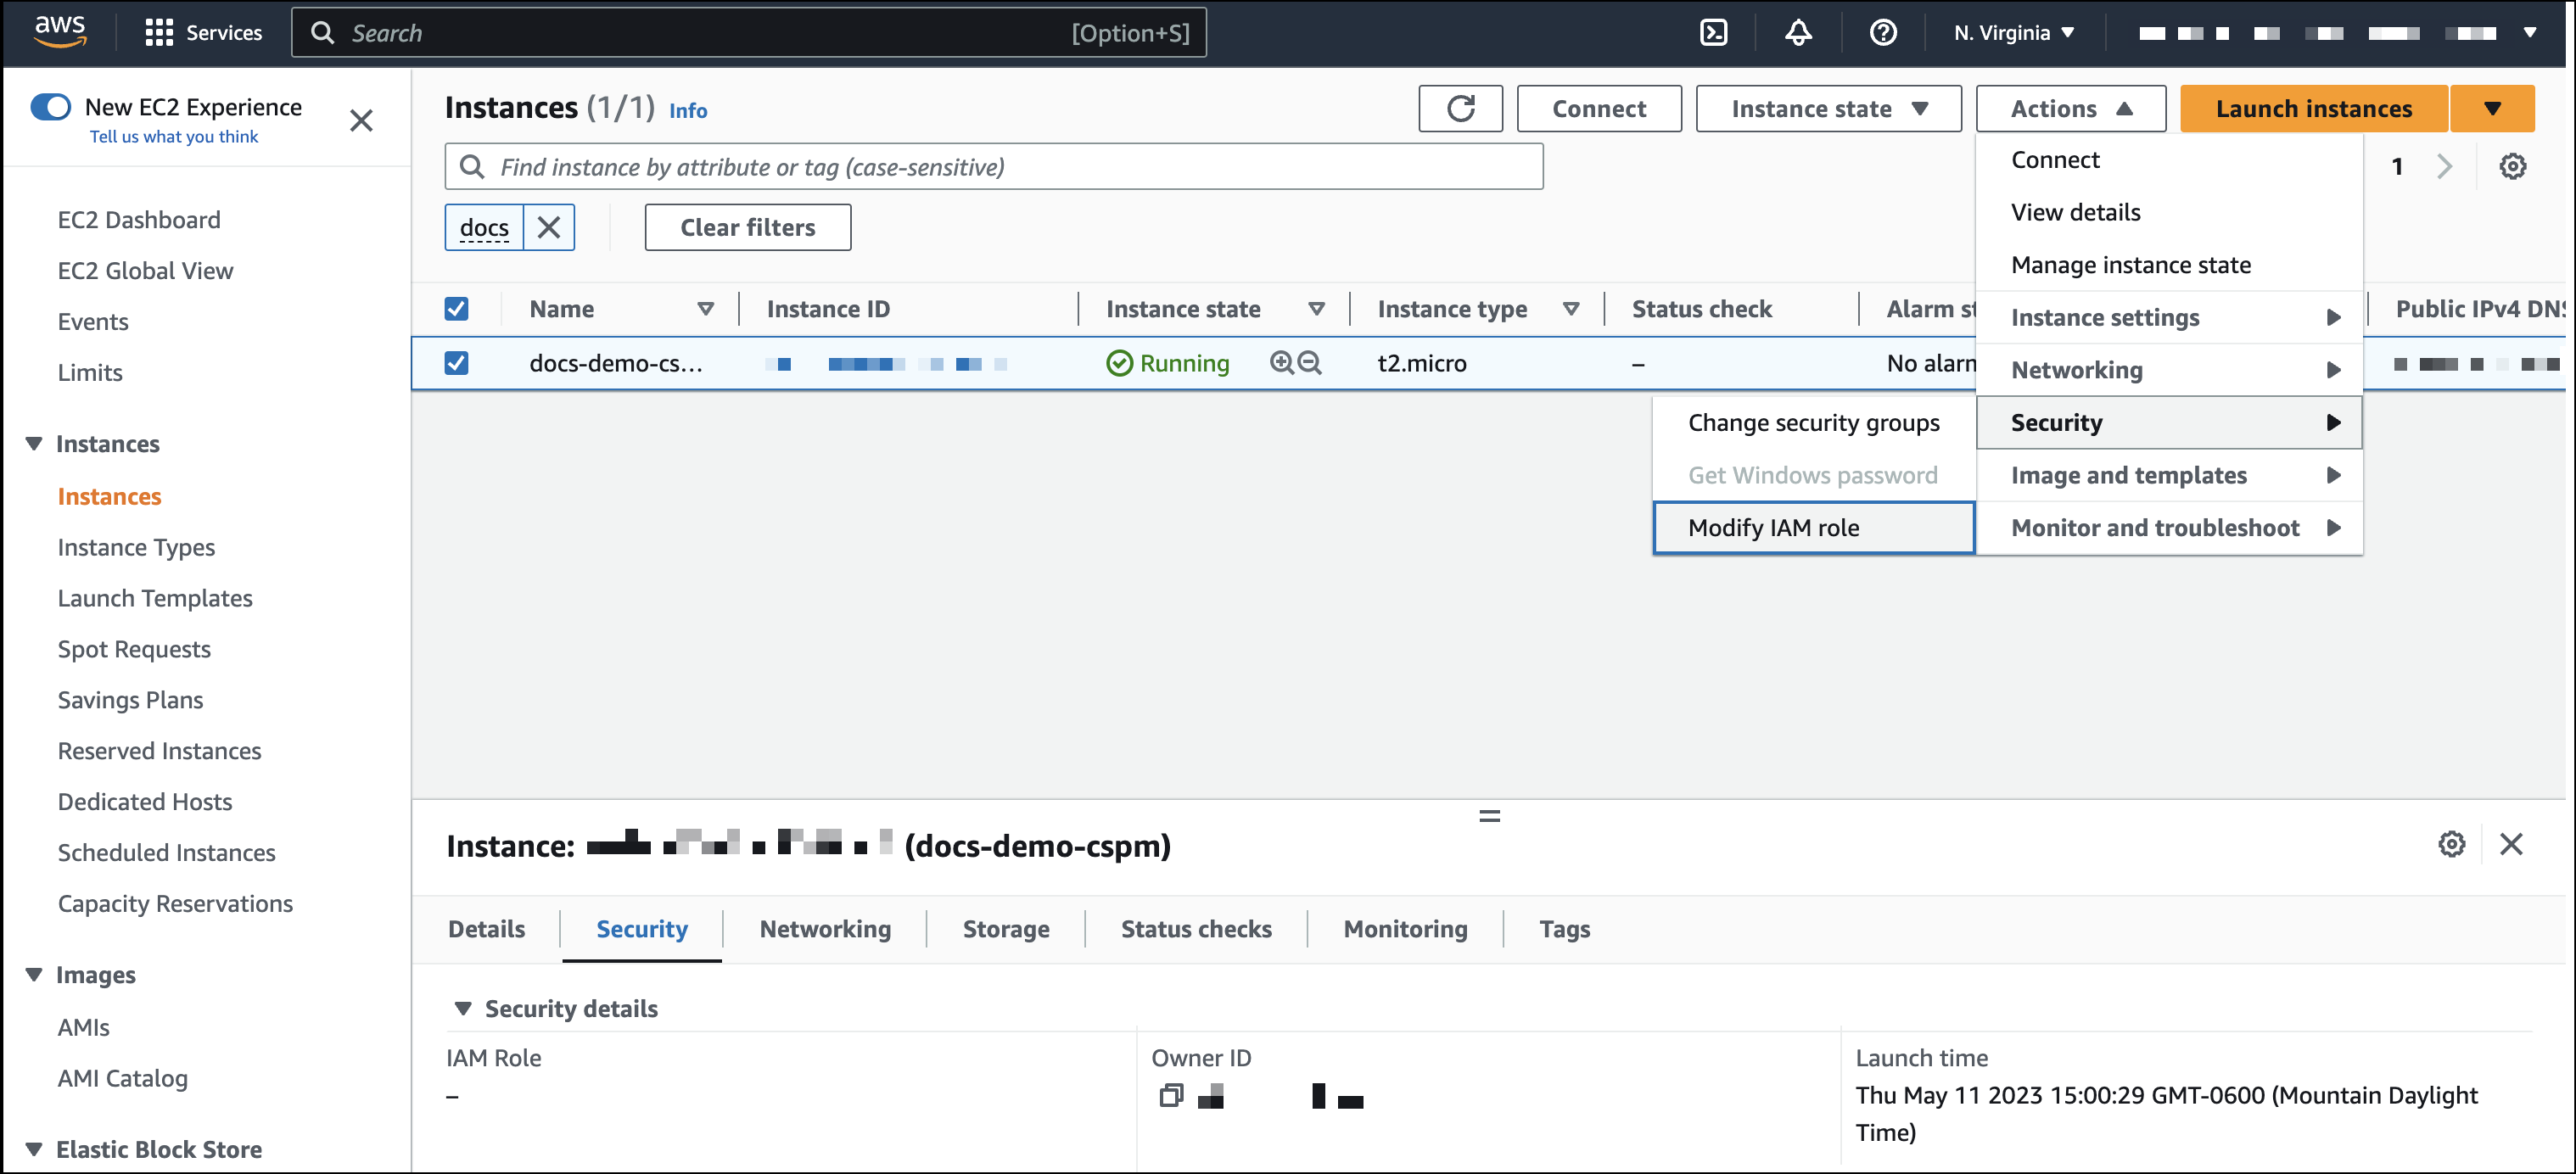 aws Services Search [Option+S] N. Virginia
New EC2 Experience
Tell us what you think
EC2 Dashboard
EC2 Global View
Events
Limits
Instances
Instances
Instance Types
Launch Templates
Spot Requests
Savings Plans
Reserved Instances
Dedicated Hosts
Scheduled Instances
Capacity Reservations
Images
AMIs
AMI Catalog
Elastic Block Store
Instances (1/1) Info
Connect Instance state Actions Launch instances
Find instance by attribute or tag (case-sensitive)
1
docs Clear filters
Name Instance ID Instance state Instance type Status check Alarm st Public IPv4 DNS
docs-demo-cs... Running t2.micro – No alarn
Connect
View details
Manage instance state
Instance settings
Networking
Security
Image and templates
Monitor and troubleshoot
Change security groups
Get Windows password
Modify IAM role
Instance: (docs-demo-cspm)
Details Security Networking Storage Status checks Monitoring Tags
Security details
IAM Role
–
Owner ID
Launch time
Thu May 11 2023 15:00:29 GMT-0600 (Mountain Daylight
Time)